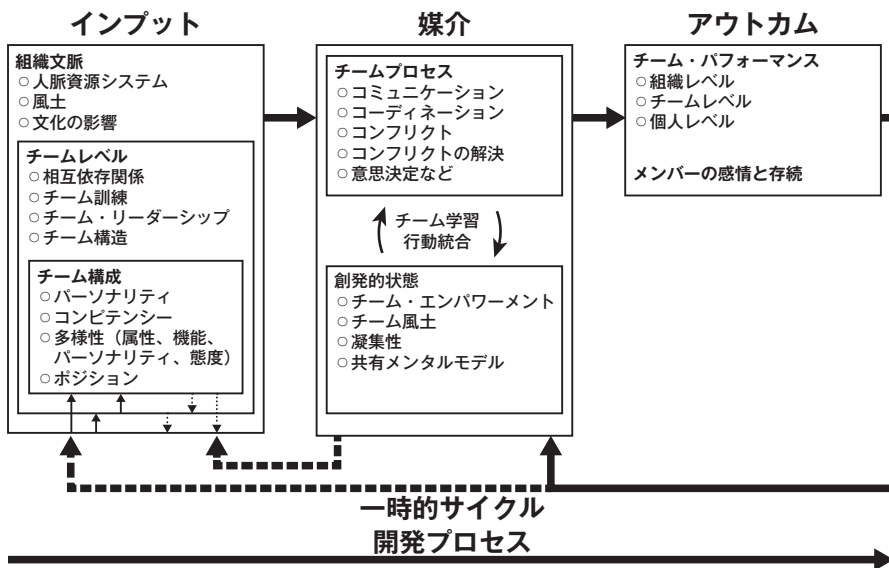 インプット
組織文脈
○人脈資源システム
○風土
○文化の影響
チームレベル
○相互依存関係
○チーム訓練
○チーム・リーダーシップ
○チーム構造
チーム構成
○パーソナリティ
○コンピテンシー
○多様性（属性、機能、
パーソナリティ、態度）
○ポジション
媒介
チームプロセス
○コミュニケーション
○コーディネーション
○コンフリクト
○コンフリクトの解決
○意思決定など
チーム学習
行動統合
創発的状態
○チーム・エンパワーメント
○チーム風土
○凝集性
○共有メンタルモデル
アウトカム
チーム・パフォーマンス
○組織レベル
○チームレベル
○個人レベル
メンバーの感情と存続
一時的サイクル
開発プロセス